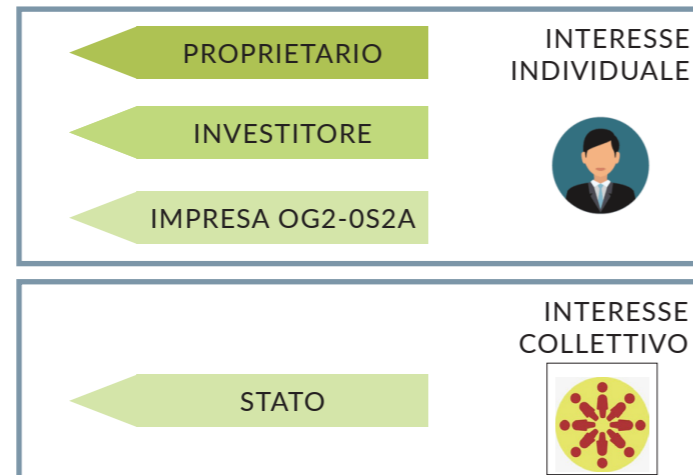 PROPRIETARIO
INTERESSE
INDIVIDUALE
INVESTITORE
IMPRESA OG2-0S2A
INTERESSE
COLLETTIVO
STATO